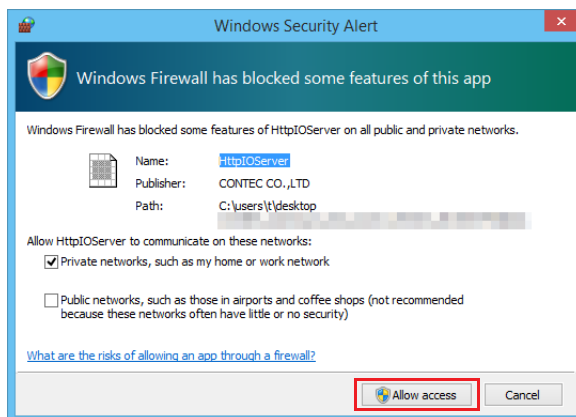 Windows Security Alert
Windows Firewall has blocked some features of this app
Windows Firewall has blocked some features of HttpIOServer on all public and private networks.
Name: HttpIOServer
Publisher: CONTEC CO.,LTD
Path: C:\users\t\desktop
Allow HttpIOServer to communicate on these networks:
Private networks, such as my home or work network
Public networks, such as those in airports and coffee shops (not recommended
because these networks often have little or no security)
What are the risks of allowing an app through a firewall?
Allow access Cancel